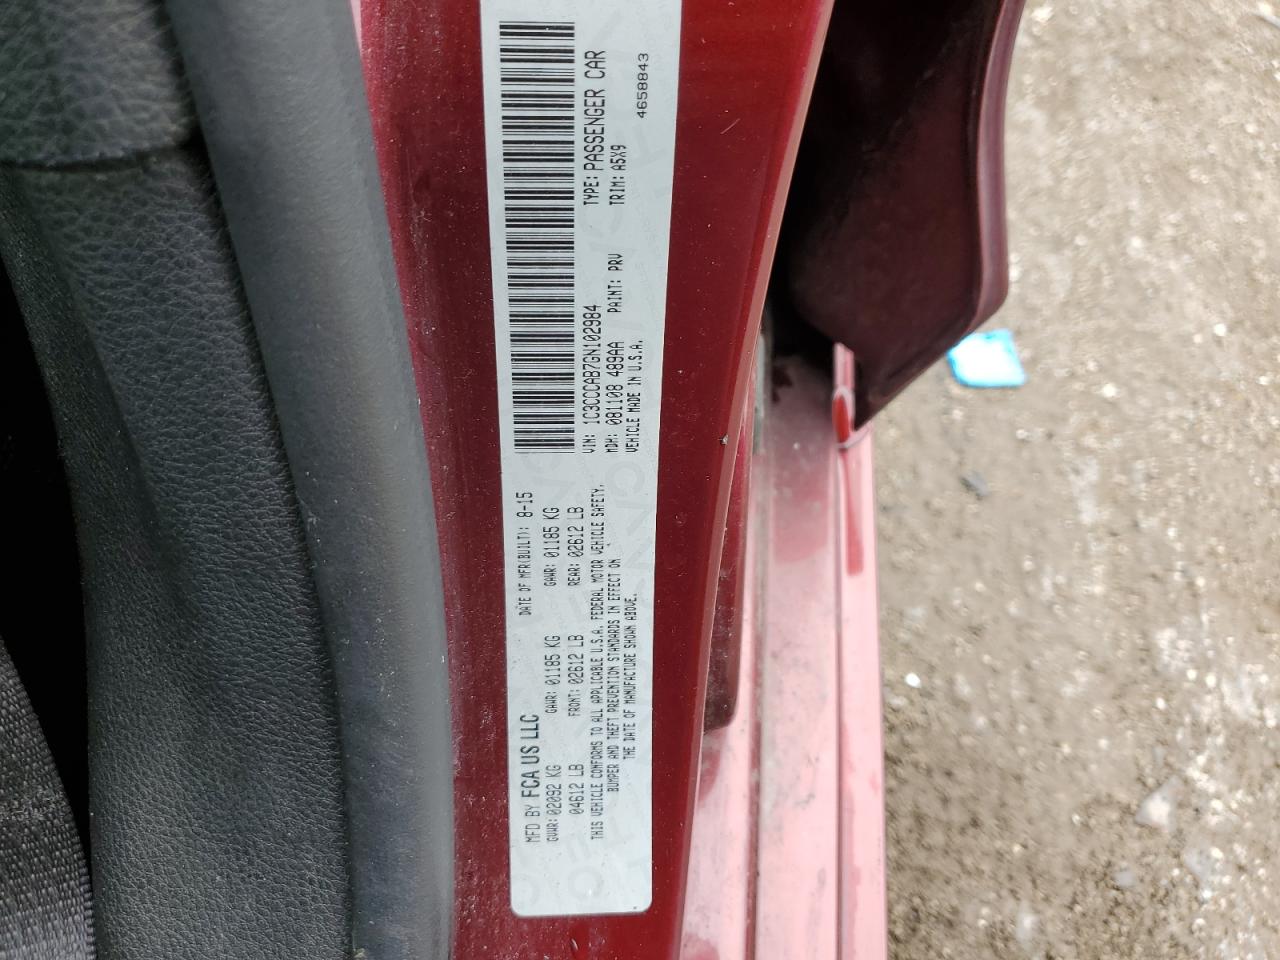 MFD BY FCA US LLC DATE OF MFR(BUILT): 8-15
GVWR: 02092 KG GAWR: 01185 KG GAWR: 01185 KG
04612 LB FRONT: 02612 LB REAR: 02612 LB
THIS VEHICLE CONFORMS TO ALL APPLICABLE U.S.A. FEDERAL MOTOR VEHICLE SAFETY,
BUMPER AND THEFT PREVENTION STANDARDS IN EFFECT ON
THE DATE OF MANUFACTURE SHOWN ABOVE.
VIN: 1C3CCCAB7GN102984 TYPE: PASSENGER CAR
MDH: 081108 489AA PAINT: PRV TRIM: A5X9
VEHICLE MADE IN U.S.A. 4658843